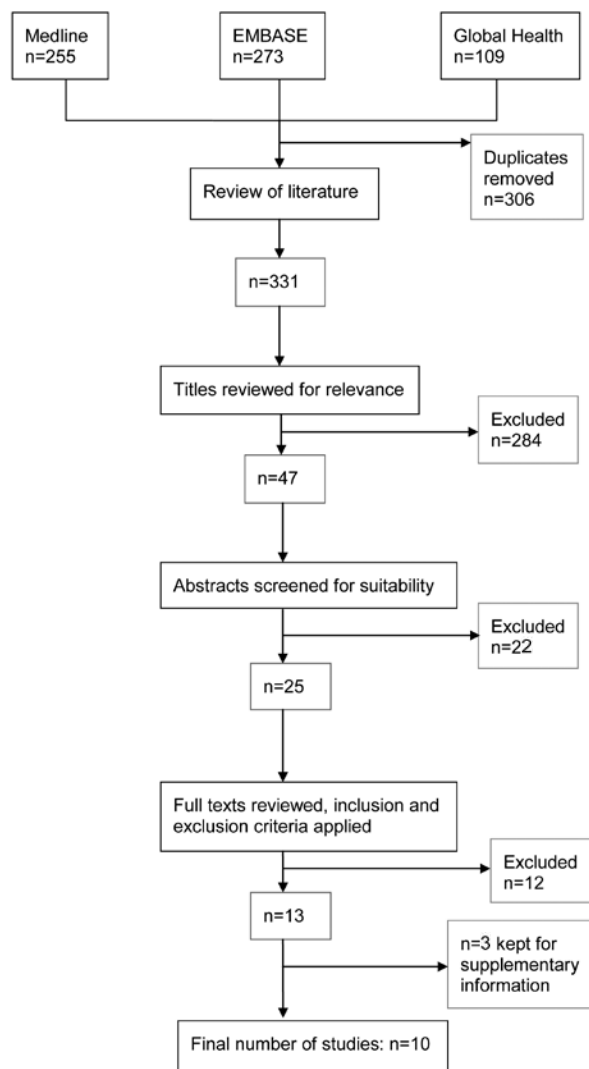 Medline
n=255
EMBASE
n=273
Global Health
n=109
Duplicates
removed
n=306
Review of literature
n=331
Titles reviewed for relevance
Excluded
n=284
n=47
Abstracts screened for suitability
Excluded
n=22
n=25
Full texts reviewed, inclusion and
exclusion criteria applied
Excluded
n=12
n=13
n=3 kept for
supplementary
information
Final number of studies: n=10